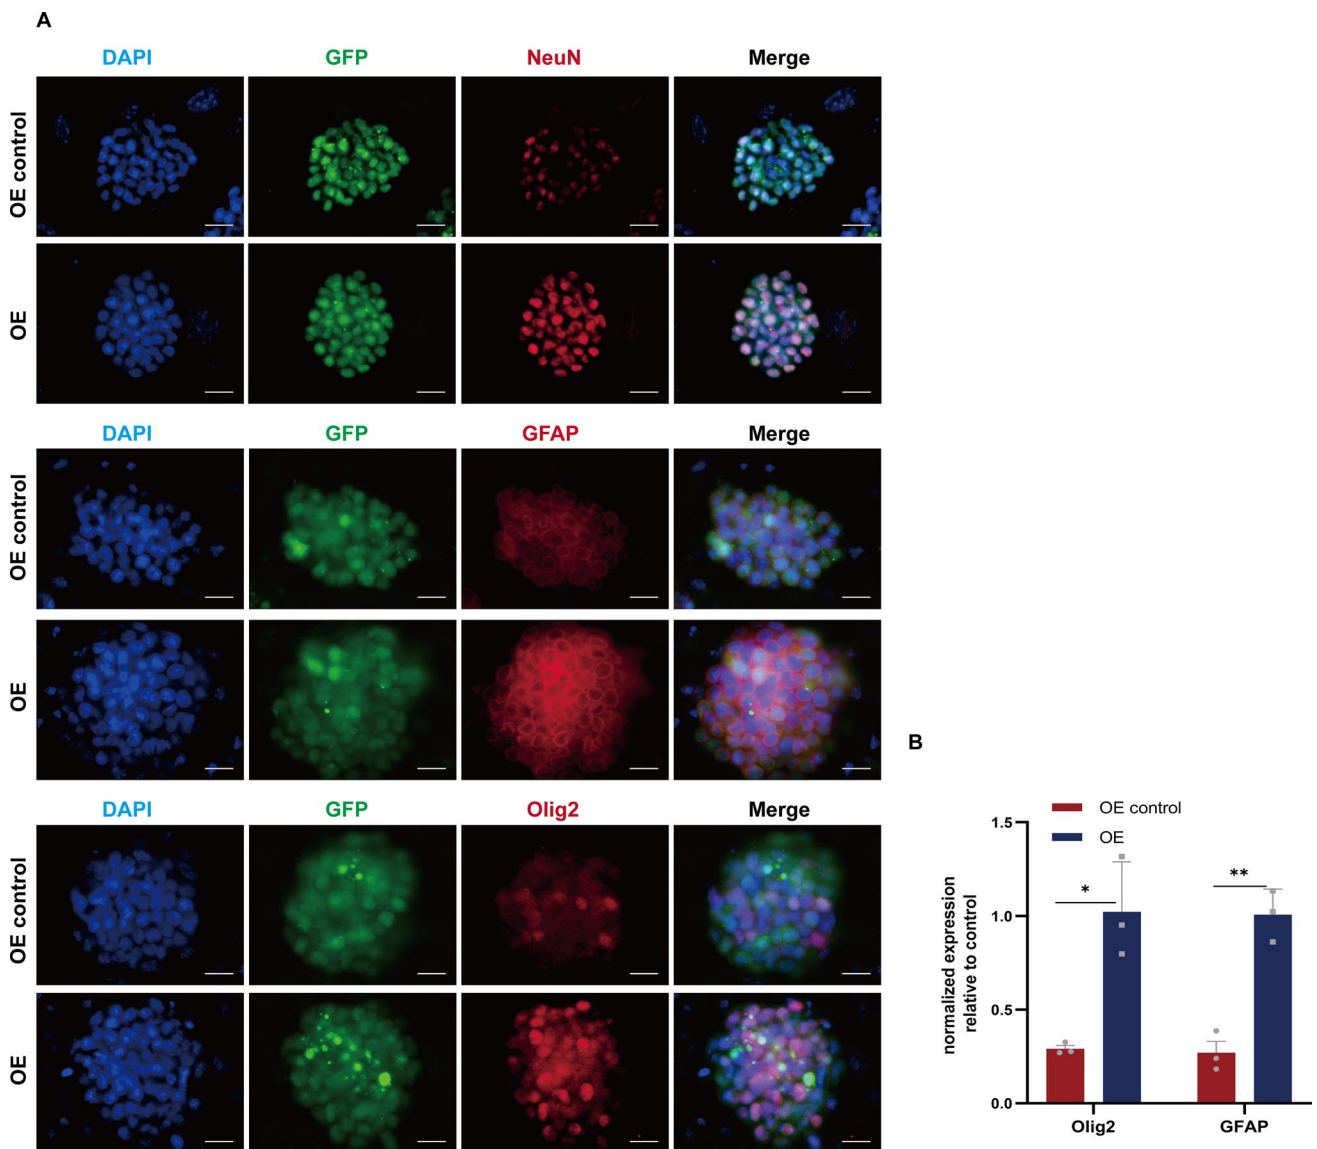 A
DAPI GFP NeuN Merge
OE control
OE
DAPI GFP GFAP Merge
OE control
OE
DAPI GFP Olig2 Merge
OE control
OE
B
OE control
OE
normalized expression
relative to control
1.5
1.0
0.5
0.0
*
**
Olig2 GFAP